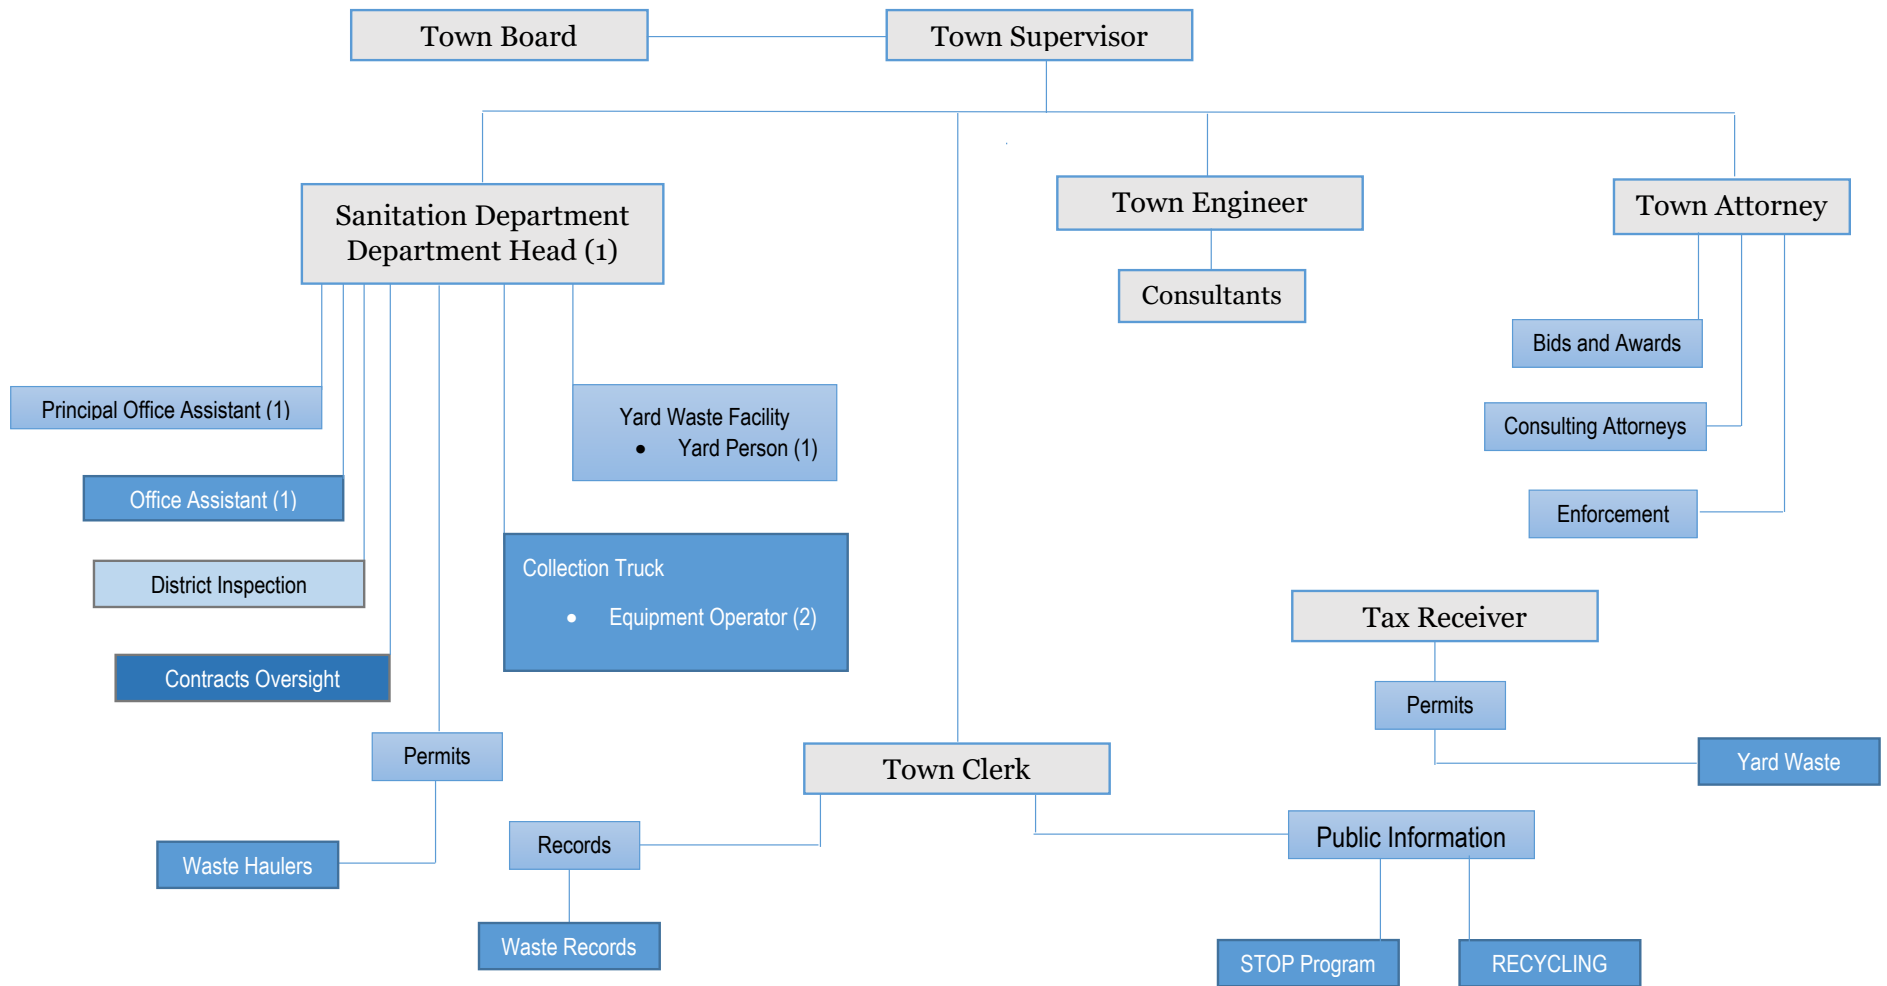 Town Board
Town Supervisor
Sanitation Department
Department Head (1)
Town Engineer
Town Attorney
Consultants
Bids and Awards
Principal Office Assistant (1)
Yard Waste Facility
• Yard Person (1)
Consulting Attorneys
Office Assistant (1)
Enforcement
District Inspection
Collection Truck
• Equipment Operator (2)
Tax Receiver
Contracts Oversight
Permits
Permits
Town Clerk
Yard Waste
Records
Public Information
Waste Haulers
Waste Records
STOP Program
RECYCLING